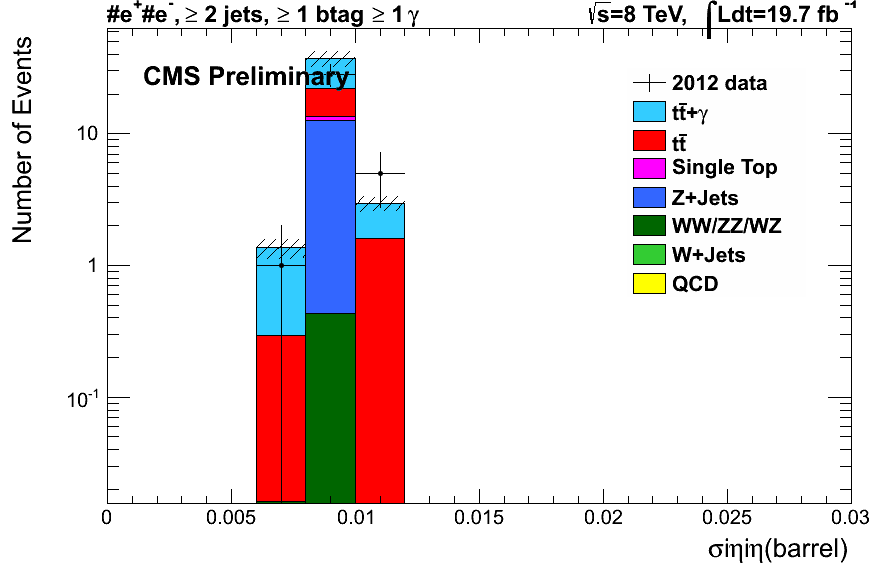 #e⁺#e⁻, ≥ 2 jets, ≥ 1 btag ≥ 1 γ √s=8 TeV, ∫Ldt=19.7 fb⁻¹
CMS Preliminary
2012 data
tt̄+γ
tt̄
Single Top
Z+Jets
WW/ZZ/WZ
W+Jets
QCD
Number of Events
10
1
10⁻¹
0 0.005 0.01 0.015 0.02 0.025 0.03
σiηiη(barrel)